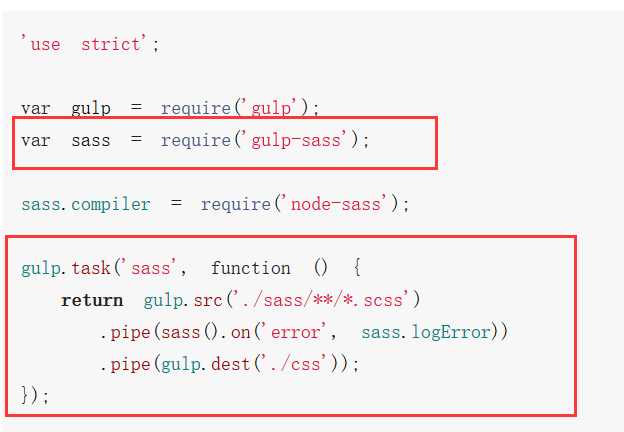 'use strict';
var gulp = require('gulp');
var sass = require('gulp-sass');
sass.compiler = require('node-sass');
gulp.task('sass', function () {
return gulp.src('./sass/**/*.scss')
.pipe(sass().on('error', sass.logError))
.pipe(gulp.dest('./css'));
});